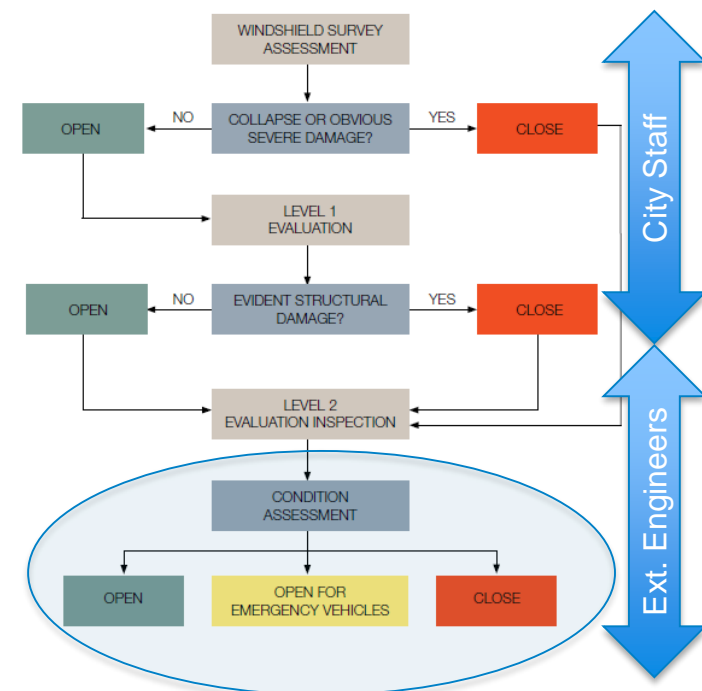 WINDSHIELD SURVEY
ASSESSMENT
OPEN
NO
COLLAPSE OR OBVIOUS
SEVERE DAMAGE?
YES
CLOSE
LEVEL 1
EVALUATION
OPEN
NO
EVIDENT STRUCTURAL
DAMAGE?
YES
CLOSE
LEVEL 2
EVALUATION INSPECTION
CONDITION
ASSESSMENT
OPEN
OPEN FOR
EMERGENCY VEHICLES
CLOSE
City Staff
Ext. Engineers